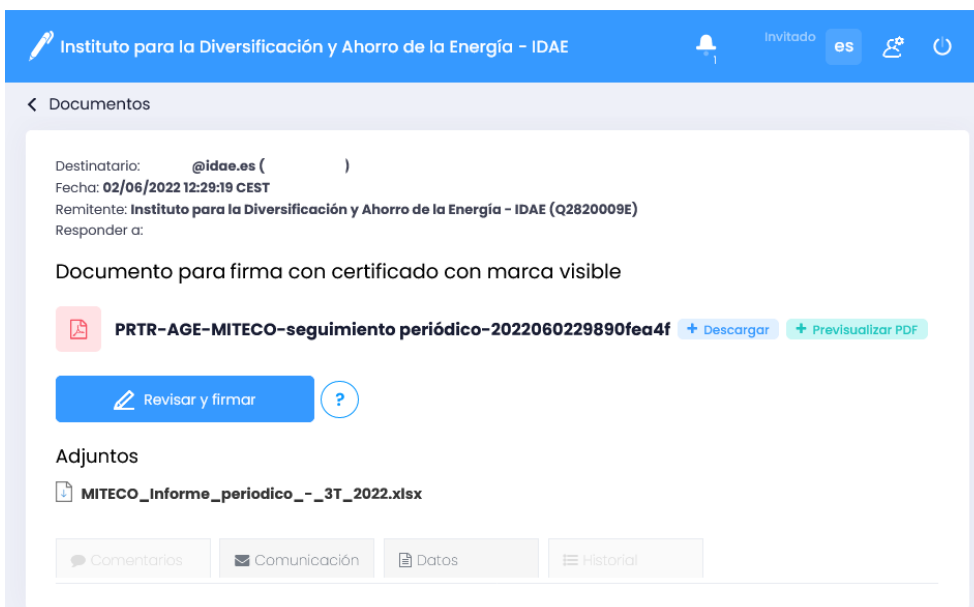 Instituto para la Diversificación y Ahorro de la Energía - IDAE
1
Invitado
es
Documentos
Destinatario: @idae.es ( )
Fecha: 02/06/2022 12:29:19 CEST
Remitente: Instituto para la Diversificación y Ahorro de la Energía - IDAE (Q2820009E)
Responder a:
Documento para firma con certificado con marca visible
PRTR-AGE-MITECO-seguimiento periódico-2022060229890fea4f + Descargar + Previsualizar PDF
Revisar y firmar ?
Adjuntos
MITECO_Informe_periodico_-_3T_2022.xlsx
Comentarios Comunicación Datos Historial